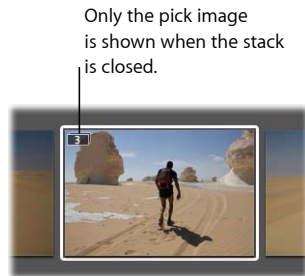 Only the pick image
is shown when the stack
is closed.
3